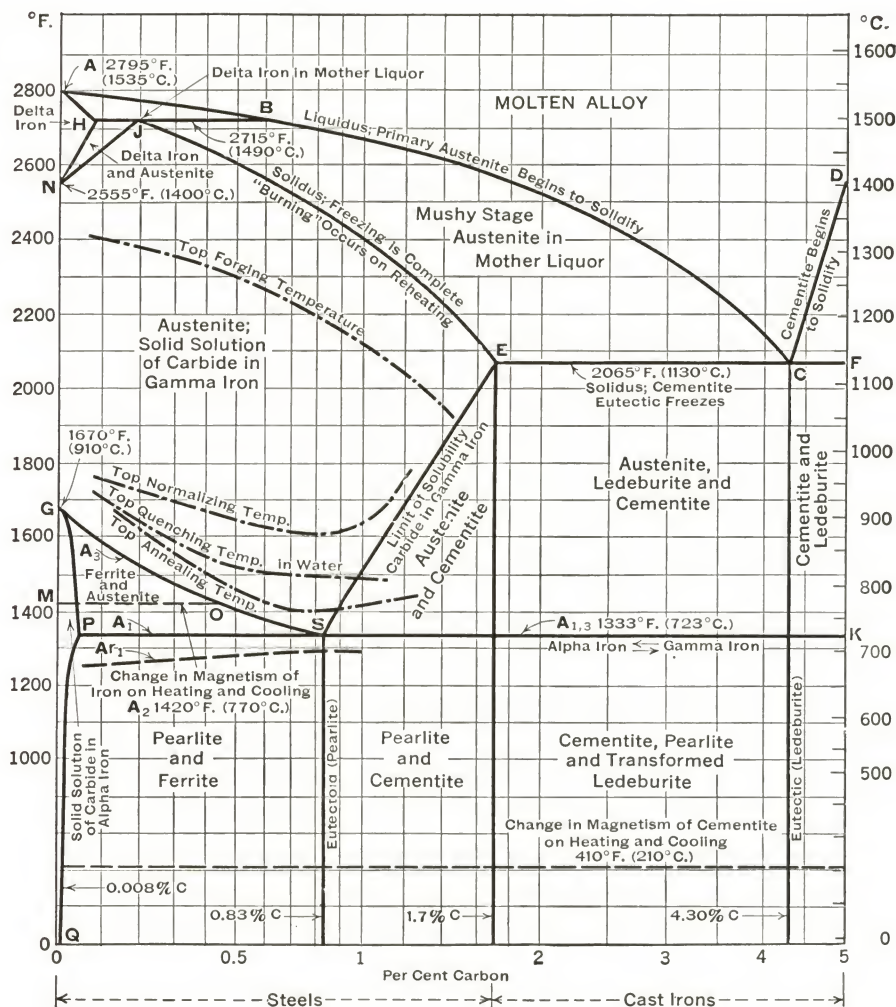 °F.
°C.
1600
A 2795°F.
(1535°C.)
Delta Iron in Mother Liquor
2800
Delta
Iron
H
J
B
MOLTEN ALLOY
1500
2715°F.
(1490°C.)
Liquidus; Primary Austenite Begins to Solidify
Delta Iron
and Austenite
2600
N
2555°F. (1400°C.)
D
1400
Solidus; Freezing is Complete
"Burning" Occurs on Reheating
Mushy Stage
Austenite in
Mother Liquor
Cementite Begins
to Solidify
2400
Top Forging Temperature
1300
2200
Austenite;
Solid Solution
of Carbide in
Gamma Iron
1200
E
C
F
2065°F. (1130°C.)
Solidus; Cementite
Eutectic Freezes
2000
1100
1670°F.
(910°C.)
1000
1800
Top Normalizing Temp.
Top Quenching Temp. in Water
Top Annealing Temp.
Limit of Solubility
Carbide in Gamma Iron
Austenite
and Cementite
Austenite,
Ledeburite and
Cementite
Cementite and
Ledeburite
G
1600
900
A3
Ferrite
and
Austenite
M
O
800
1400
P
A1
S
A1,3 1333°F. (723°C.)
K
Ar1
Alpha Iron
Gamma Iron
700
Change in Magnetism of
Iron on Heating and Cooling
A2 1420°F. (770°C.)
1200
600
1000
Solid Solution
of Carbide in
Alpha Iron
Pearlite
and
Ferrite
Eutectoid (Pearlite)
Pearlite
and
Cementite
Cementite, Pearlite
and Transformed
Ledeburite
Eutectic (Ledeburite)
500
Change in Magnetism of Cementite
on Heating and Cooling
410°F. (210°C.)
0.008% C
0.83% C
1.7% C
4.30% C
0
Q
0
0
0.5
1
2
3
4
5
Per Cent Carbon
Steels
Cast Irons